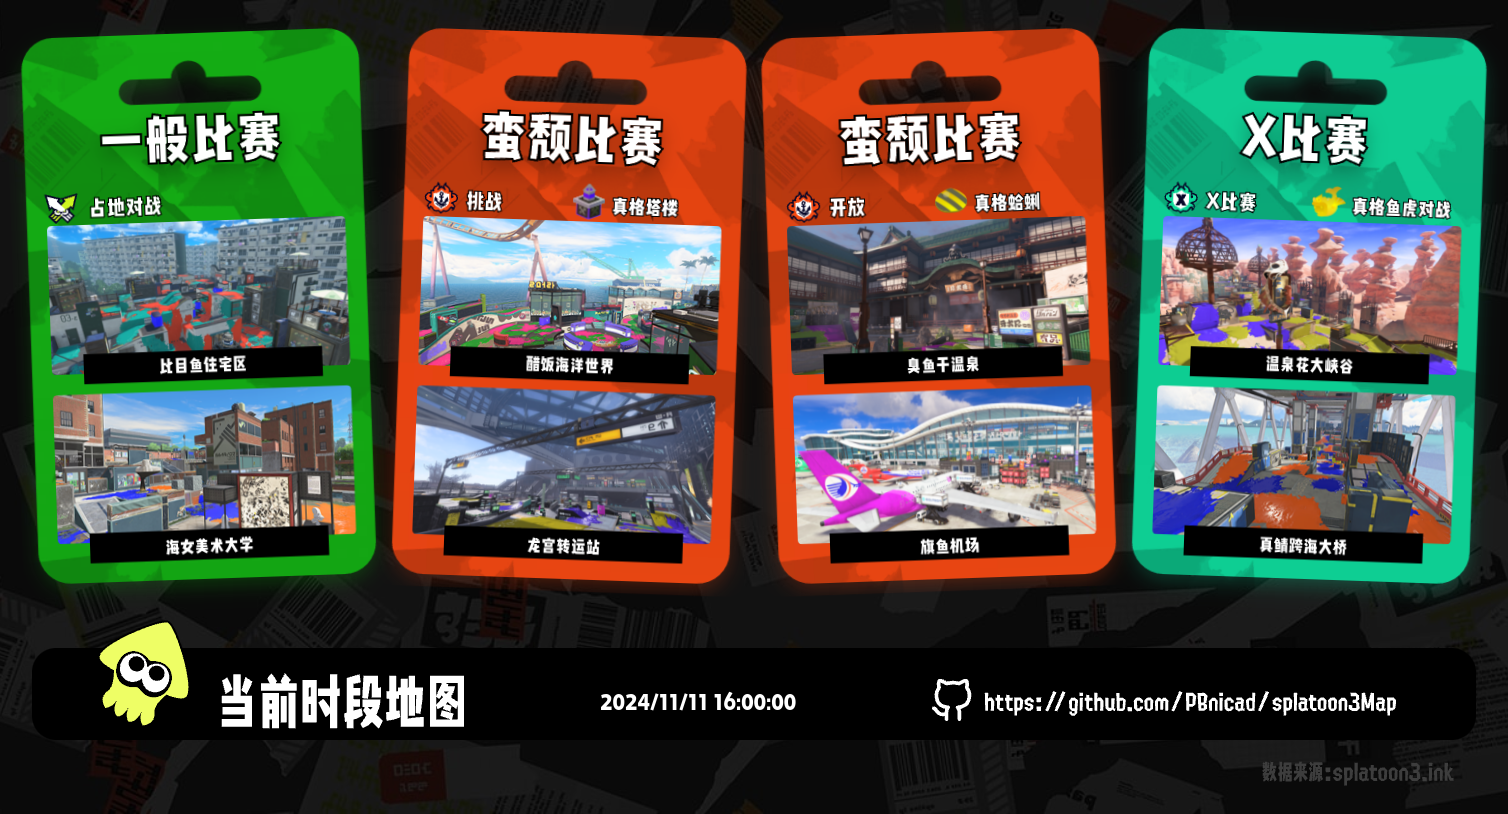 一般比赛
占地对战
比目鱼住宅区
海女美术大学
蛮颓比赛
挑战
真格塔楼
醋饭海洋世界
龙宫转运站
蛮颓比赛
开放
真格蛤蜊
臭鱼干温泉
旗鱼机场
X比赛
X比赛
真格鱼虎对战
温泉花大峡谷
真鲭跨海大桥
当前时段地图
2024/11/11 16:00:00
https://github.com/PBnicad/splatoon3Map
数据来源:splatoon3.ink